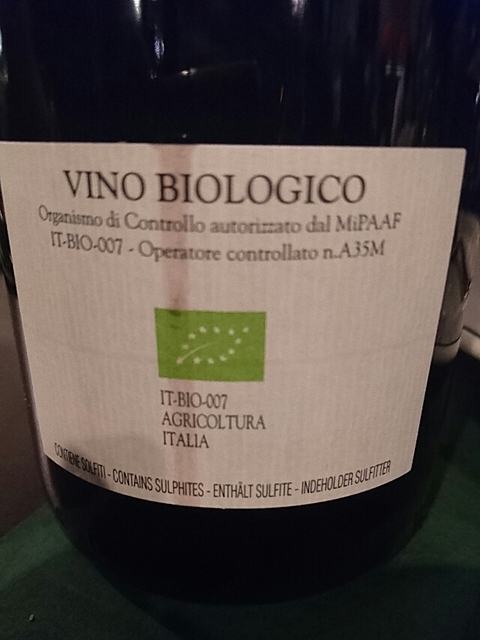 VINO BIOLOGICO
Organismo di Controllo autorizzato dal MiPAAF
IT-BIO-007 - Operatore controllato n.A35M
IT-BIO-007
AGRICOLTURA
ITALIA
CONTIENE SOLFITI - CONTAINS SULPHITES - ENTHÄLT SULFITE - INDEHOLDER SULFITTER